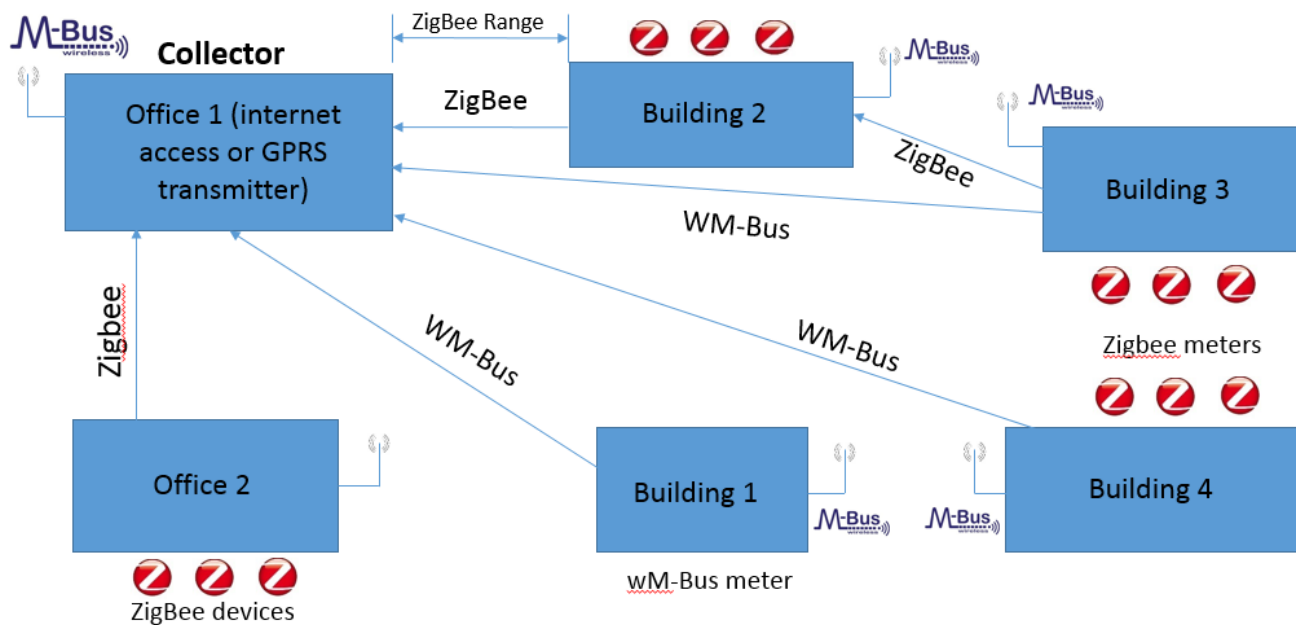 M-Bus
wireless
Collector
Office 1 (internet
access or GPRS
transmitter)
ZigBee Range
ZigBee
Building 2
M-Bus
wireless
ZigBee
M-Bus
wireless
Building 3
WM-Bus
Zigbee meters
Zigbee
WM-Bus
WM-Bus
Office 2
ZigBee devices
Building 1
M-Bus
wireless
wM-Bus meter
M-Bus
wireless
Building 4